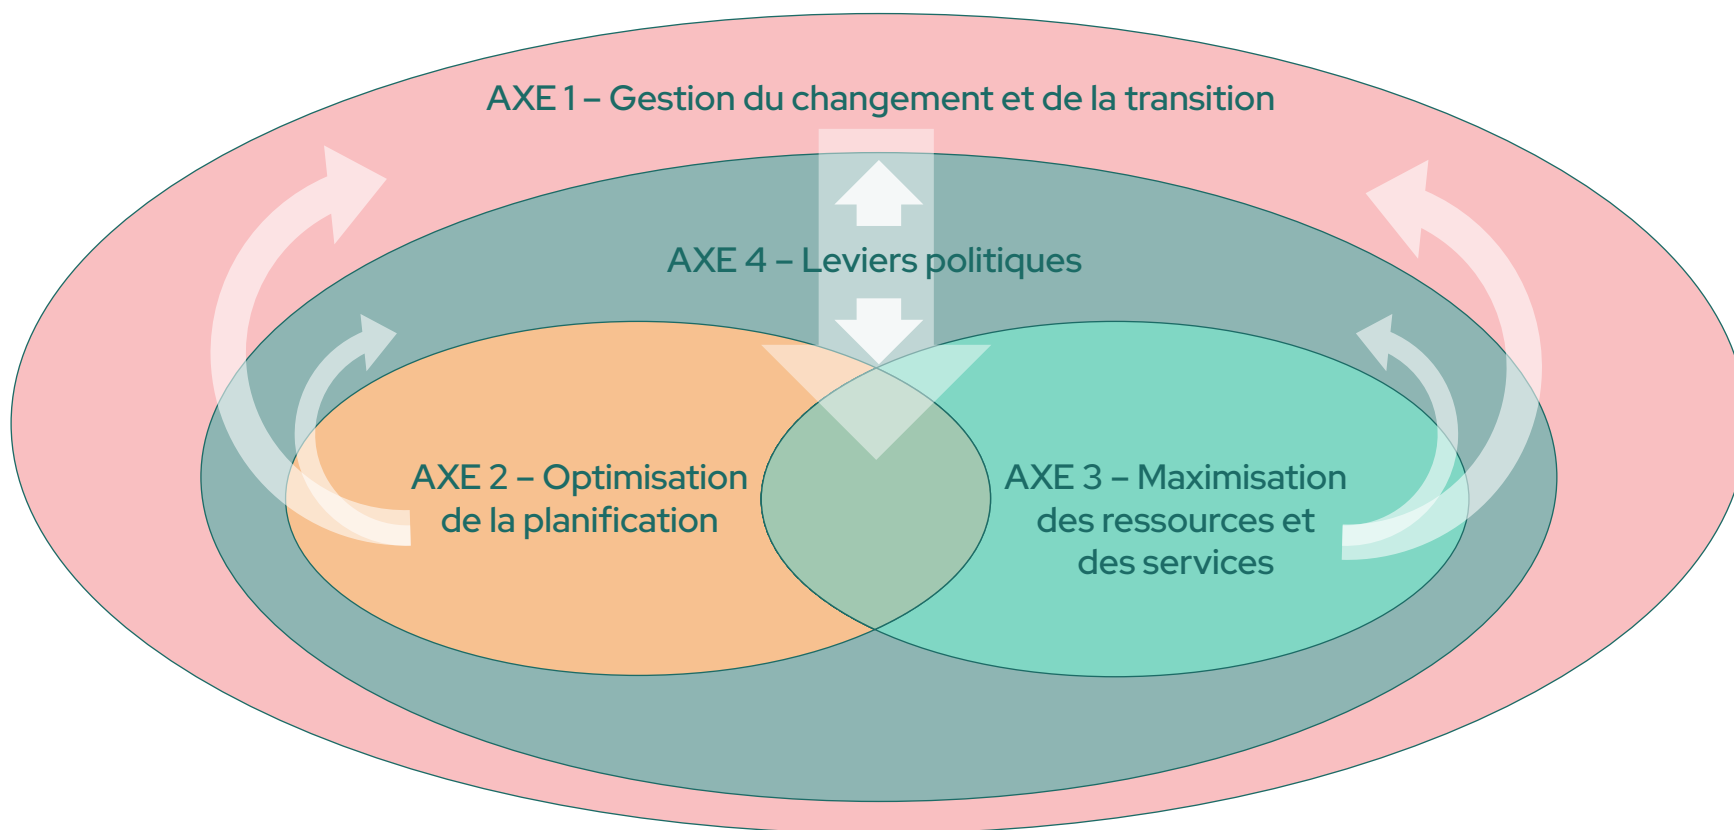 AXE 1 – Gestion du changement et de la transition
AXE 4 – Leviers politiques
AXE 2 – Optimisation
de la planification
AXE 3 – Maximisation
des ressources et
des services